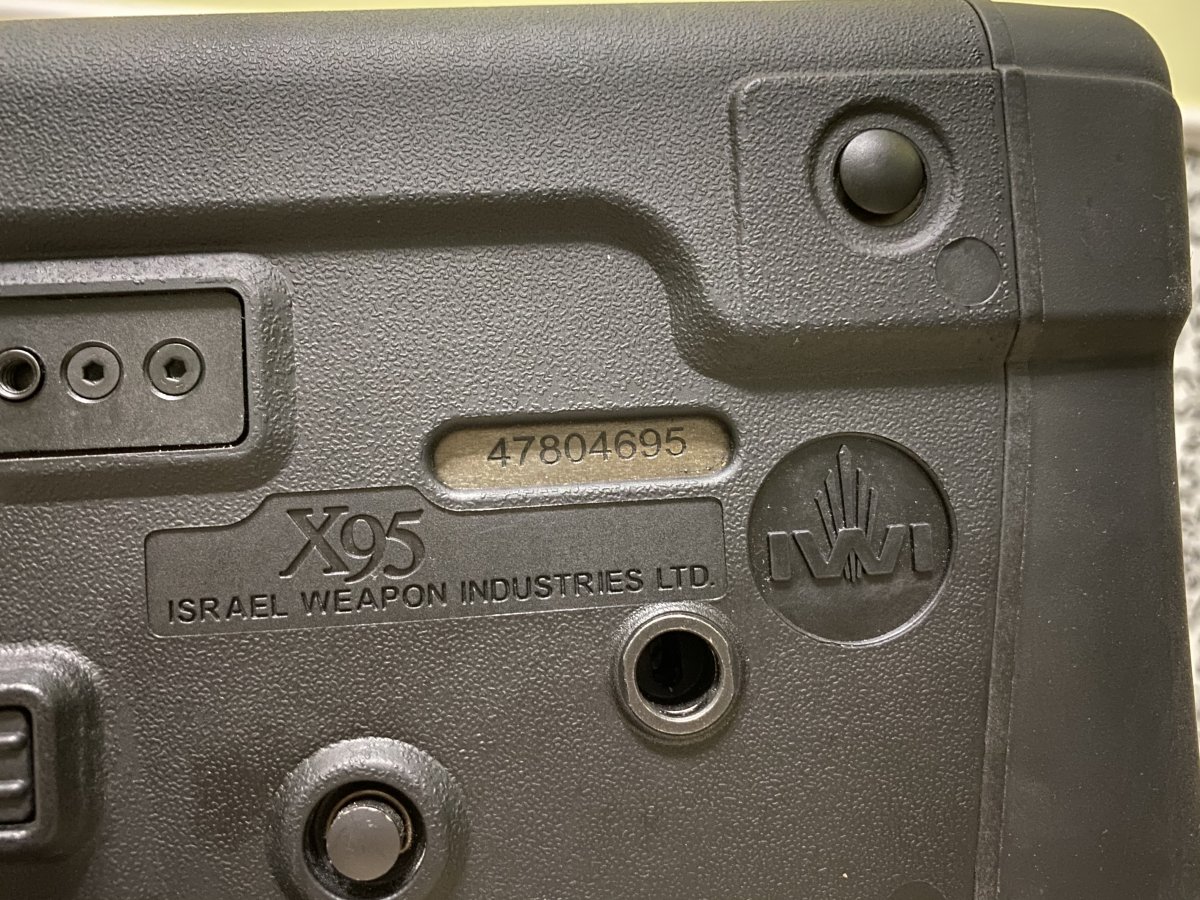 47804695
X95
ISRAEL WEAPON INDUSTRIES LTD.
IWI